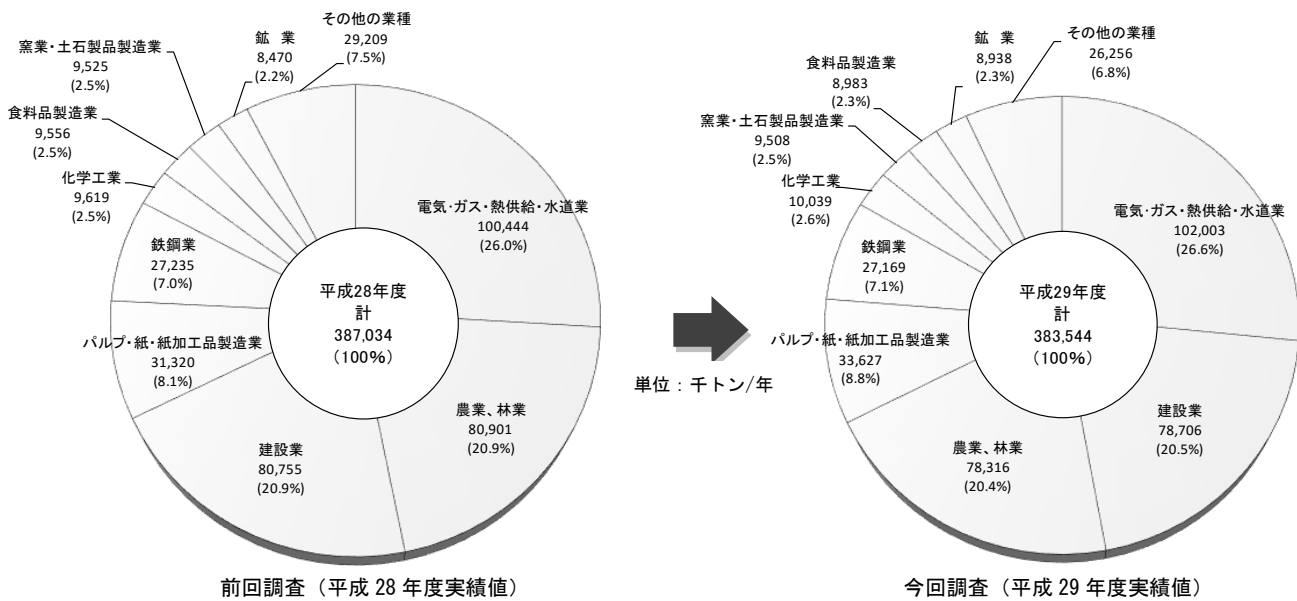 その他の業種
29,209
(7.5%)
鉱 業
8,470
(2.2%)
窯業・土石製品製造業
9,525
(2.5%)
食料品製造業
9,556
(2.5%)
化学工業
9,619
(2.5%)
鉄鋼業
27,235
(7.0%)
パルプ・紙・紙加工品製造業
31,320
(8.1%)
建設業
80,755
(20.9%)
農業、林業
80,901
(20.9%)
電気・ガス・熱供給・水道業
100,444
(26.0%)
平成28年度
計
387,034
(100%)
前回調査（平成 28 年度実績値）
単位：千トン/年
その他の業種
26,256
(6.8%)
鉱 業
8,938
(2.3%)
食料品製造業
8,983
(2.3%)
窯業・土石製品製造業
9,508
(2.5%)
化学工業
10,039
(2.6%)
鉄鋼業
27,169
(7.1%)
パルプ・紙・紙加工品製造業
33,627
(8.8%)
農業、林業
78,316
(20.4%)
建設業
78,706
(20.5%)
電気・ガス・熱供給・水道業
102,003
(26.6%)
平成29年度
計
383,544
(100%)
今回調査（平成 29 年度実績値）